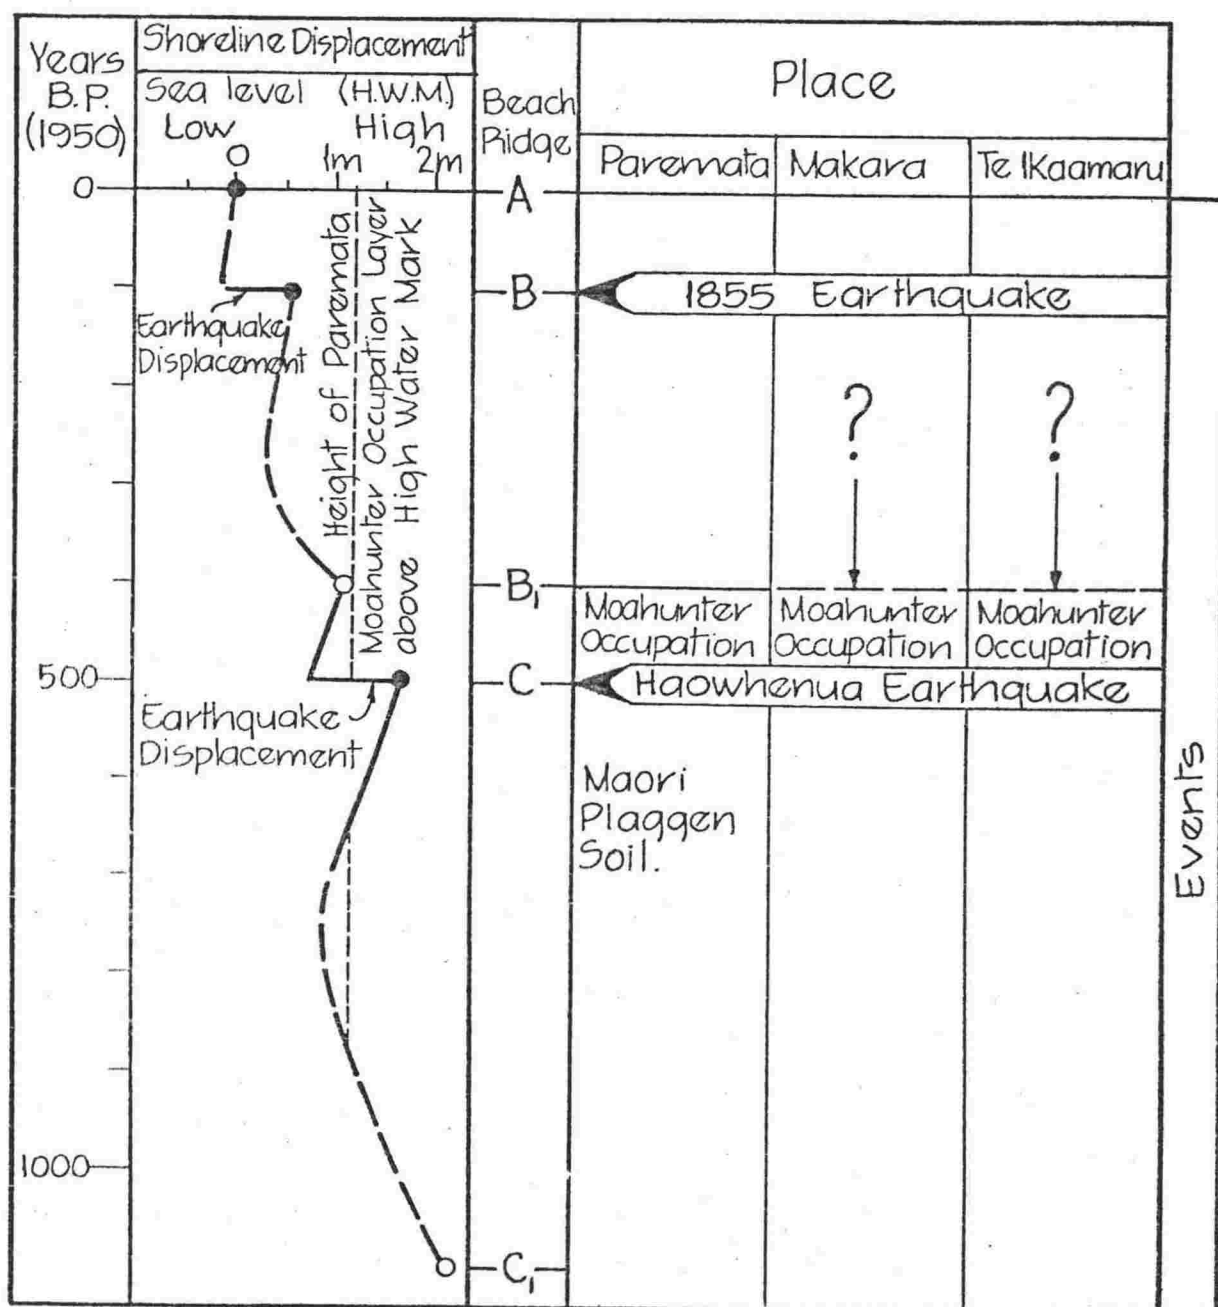 Years
B.P.
(1950)
Shoreline Displacement
Sea level (H.W.M.)
Low High
0 1m 2m
Beach
Ridge
Place
Paremata Makara Te IKaamaru
0
A
Height of Paremata
Moahunter Occupation Layer
above High Water Mark
B
1855 Earthquake
Earthquake
Displacement
? ?
B₁
Moahunter
Occupation
Moahunter
Occupation
Moahunter
Occupation
500
C
Haowhenua Earthquake
Earthquake
Displacement
Maori
Plaggen
Soil.
Events
1000
C₁